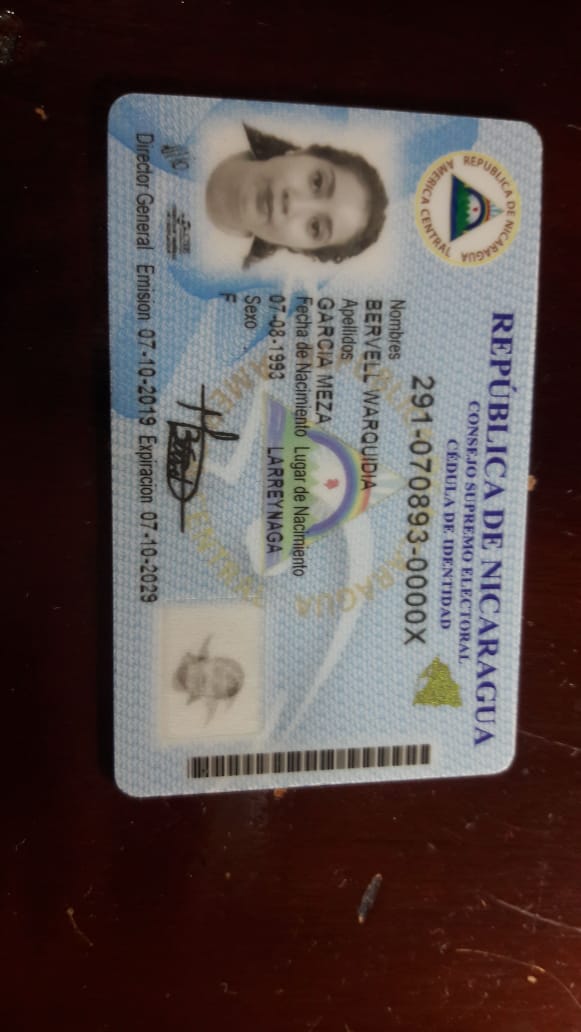 REPÚBLICA DE NICARAGUA
CONSEJO SUPREMO ELECTORAL
CÉDULA DE IDENTIDAD
REPUBLICA DE NICARAGUA
AMERICA CENTRAL
291-070893-0000X
Nombres
BERVELL WARQUIDIA
Apellidos
GARCIA MEZA
Fecha de Nacimiento Lugar de Nacimiento
07-08-1993 LARREYNAGA
Sexo
F
Director General Emision 07-10-2019 Expiracion 07-10-2029